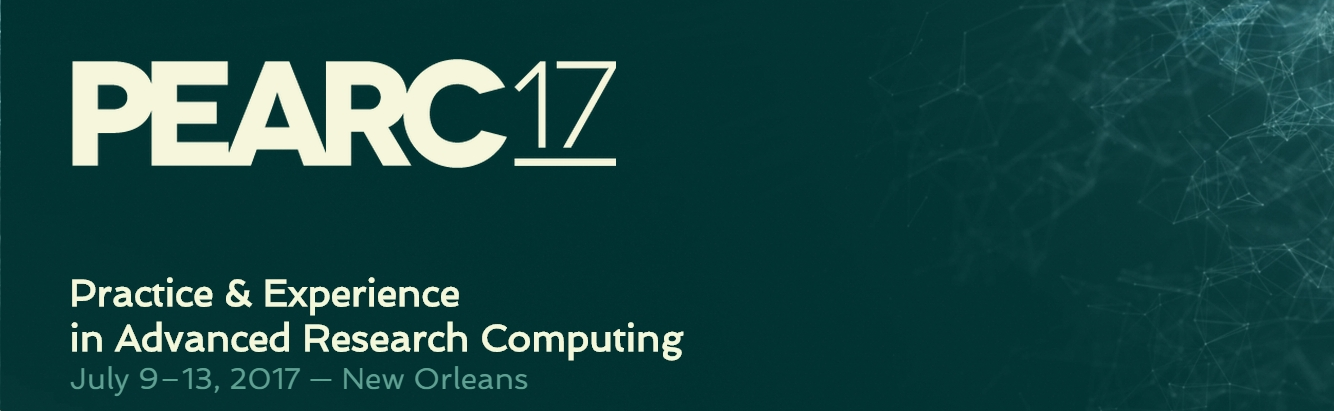 PEARC17
Practice & Experience
in Advanced Research Computing
July 9–13, 2017 — New Orleans